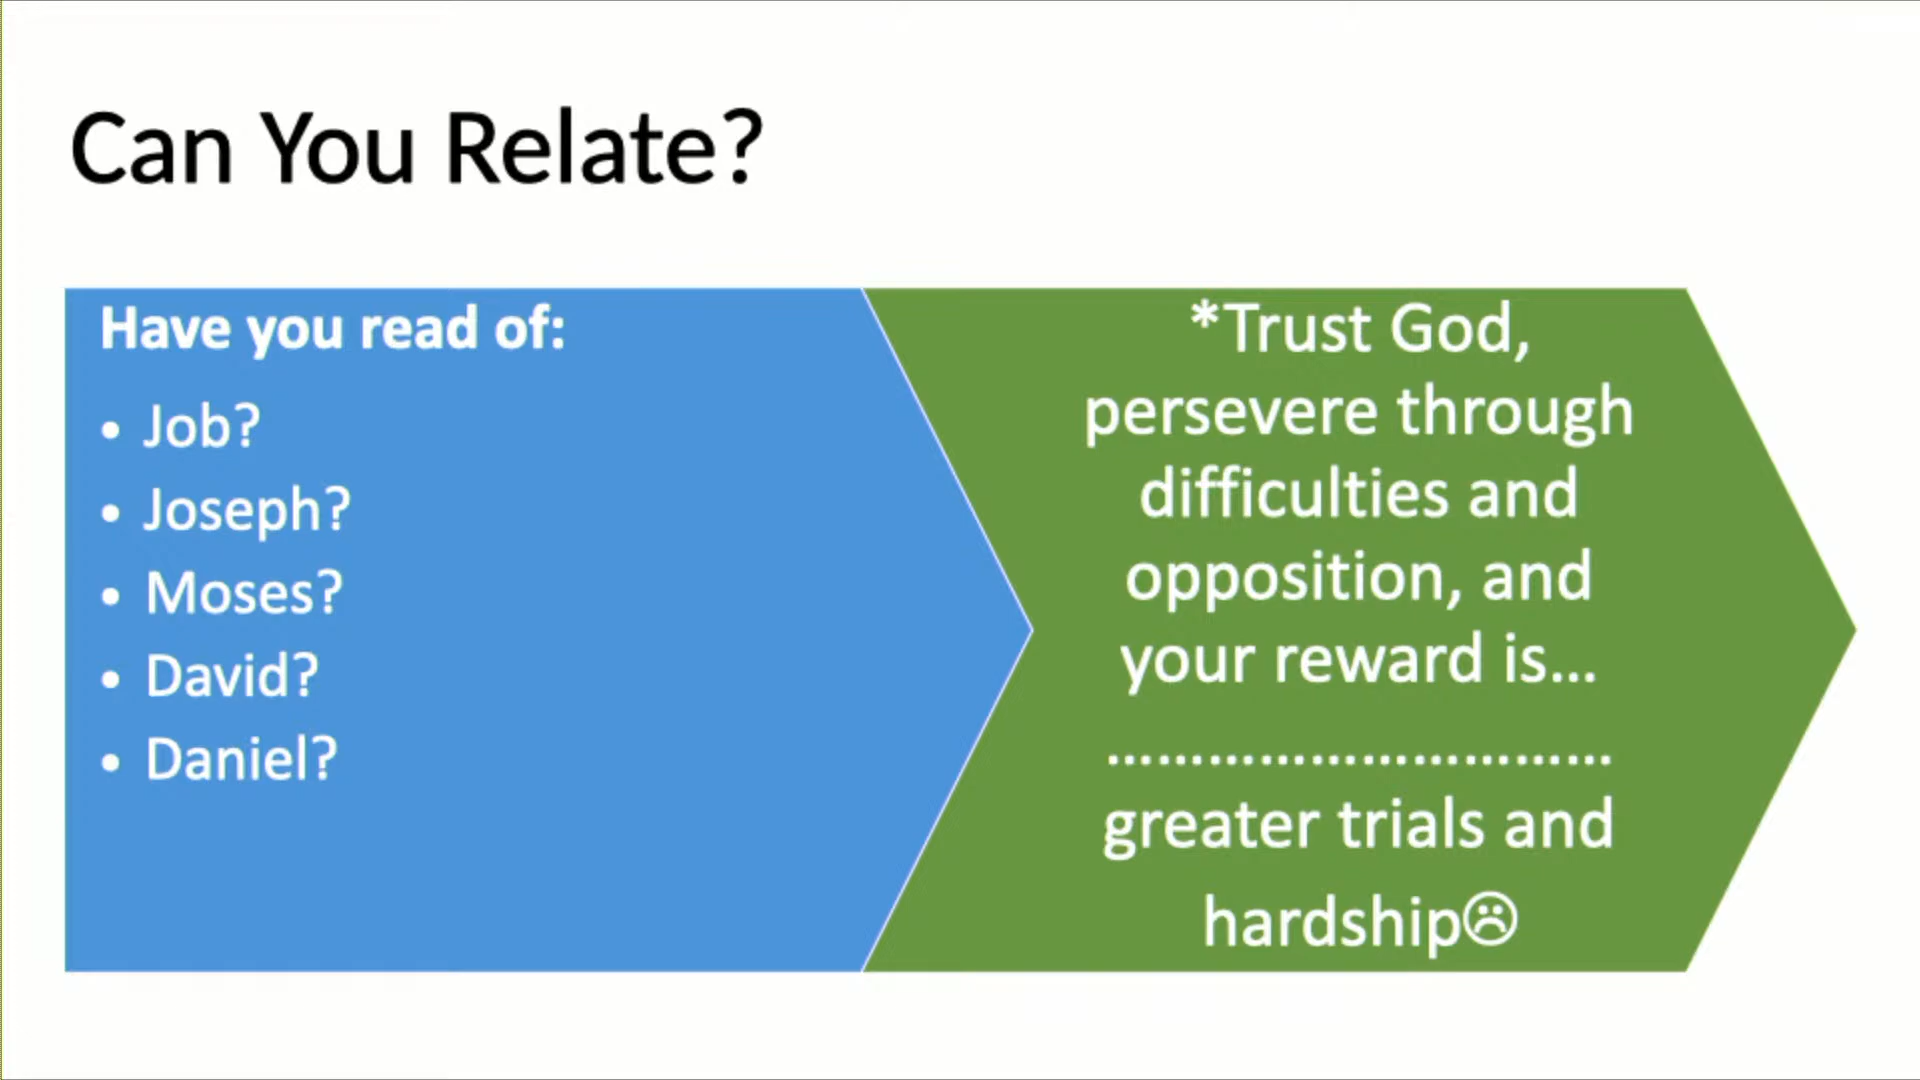 Can You Relate?
Have you read of:
• Job?
• Joseph?
• Moses?
• David?
• Daniel?
*Trust God,
persevere through
difficulties and
opposition, and
your reward is…
…………………………
greater trials and
hardship☹